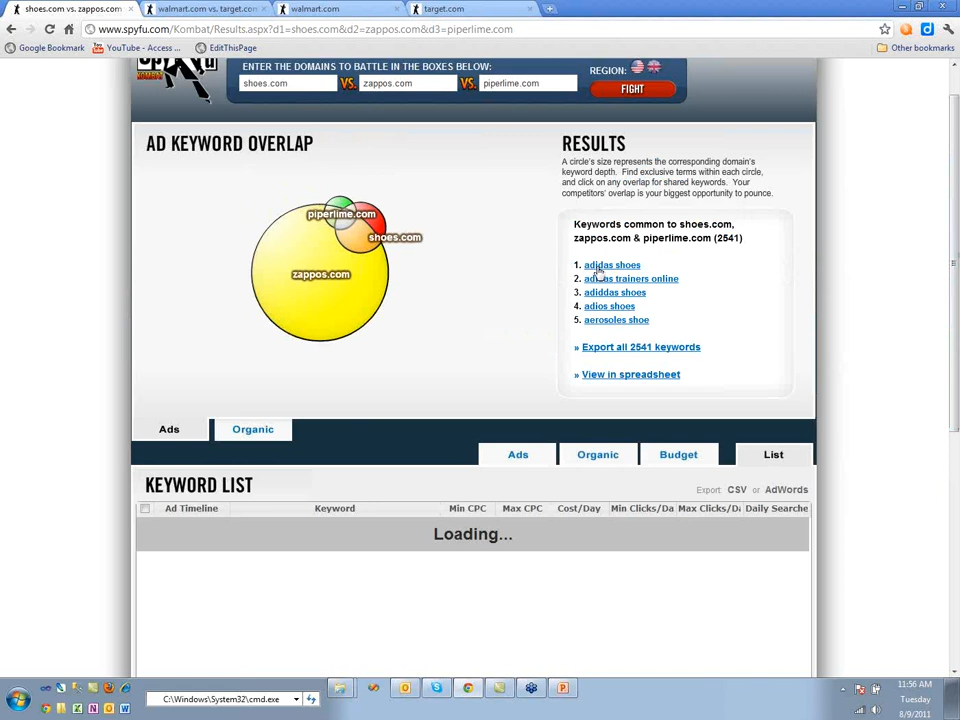 shoes.com vs. zappos.com
walmart.com vs. target.com
walmart.com
target.com
www.spyfu.com/Kombat/Results.aspx?d1=shoes.com&d2=zappos.com&d3=piperlime.com
Google Bookmark
YouTube - Access ...
EditThisPage
Other bookmarks
ENTER THE DOMAINS TO BATTLE IN THE BOXES BELOW:
REGION:
shoes.com
VS.
zappos.com
VS.
piperlime.com
FIGHT
AD KEYWORD OVERLAP
piperlime.com
shoes.com
zappos.com
RESULTS
A circle's size represents the corresponding domain's
keyword depth. Find exclusive terms within each circle,
and click on any overlap for shared keywords. Your
competitors' overlap is your biggest opportunity to pounce.
Keywords common to shoes.com,
zappos.com & piperlime.com (2541)
1. adidas shoes
2. adidas trainers online
3. adiddas shoes
4. adios shoes
5. aerosoles shoe
» Export all 2541 keywords
» View in spreadsheet
Ads
Organic
Ads
Organic
Budget
List
KEYWORD LIST
Export: CSV or AdWords
Ad Timeline
Keyword
Min CPC
Max CPC
Cost/Day
Min Clicks/Da
Max Clicks/Da
Daily Searche
Loading...
C:\Windows\System32\cmd.exe
11:56 AM
Tuesday
8/9/2011